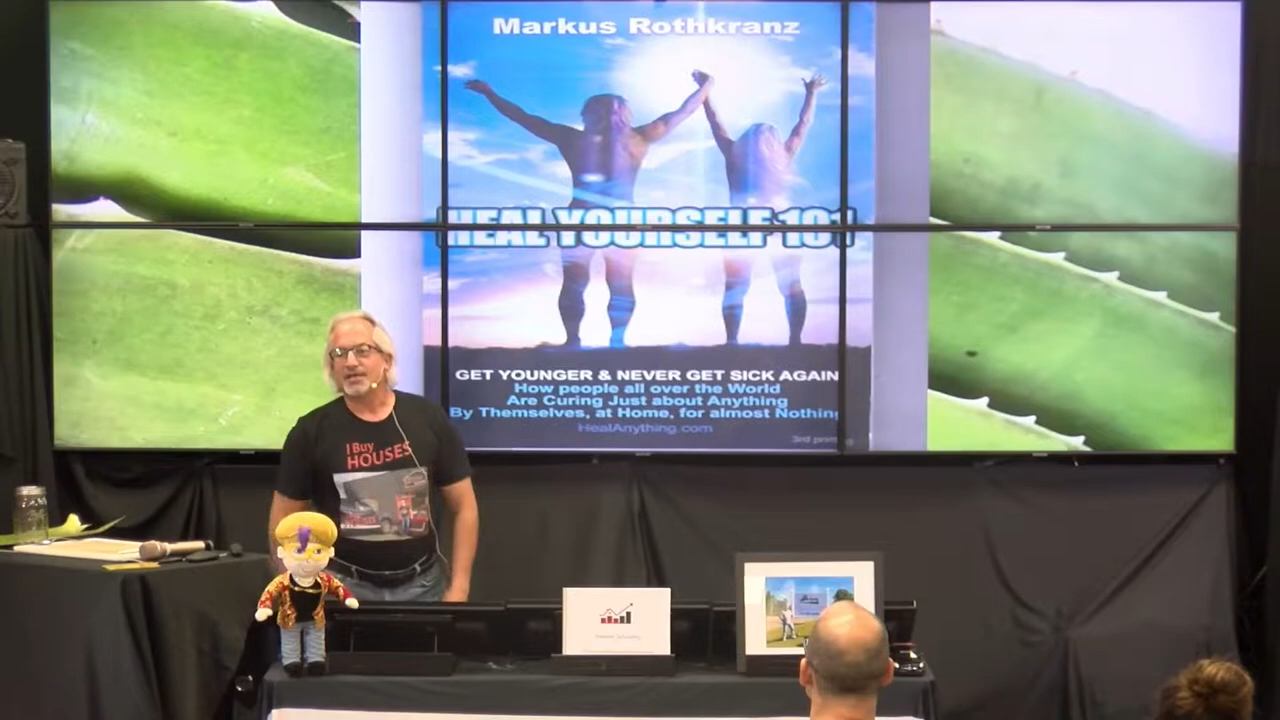 Markus Rothkranz
HEAL YOURSELF 101
GET YOUNGER & NEVER GET SICK AGAIN
How people all over the World
Are Curing Just about Anything
By Themselves, at Home, for almost Nothing
HealAnything.com
3rd
I Buy
HOUSES